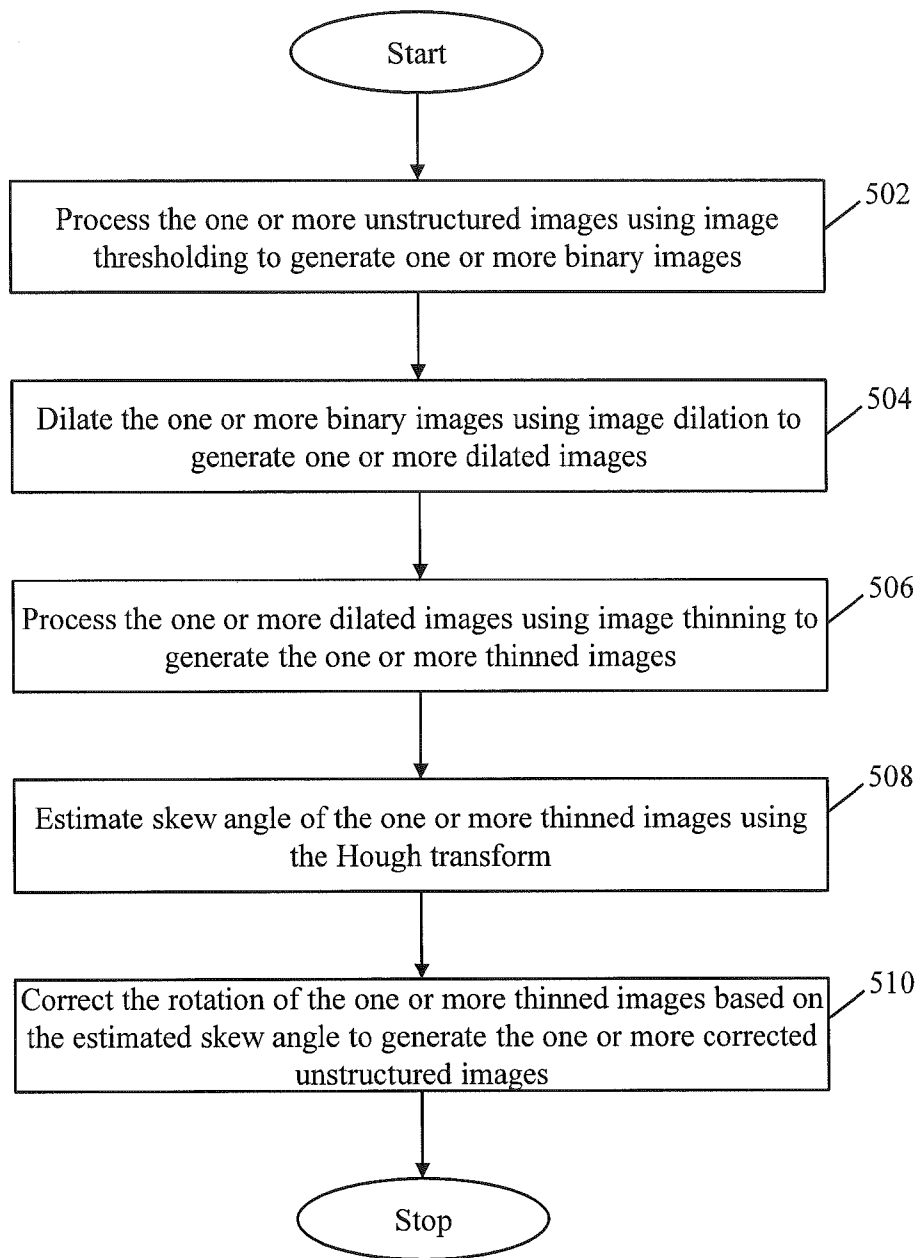 Start
502
Process the one or more unstructured images using image
thresholding to generate one or more binary images
504
Dilate the one or more binary images using image dilation to
generate one or more dilated images
506
Process the one or more dilated images using image thinning to
generate the one or more thinned images
508
Estimate skew angle of the one or more thinned images using
the Hough transform
510
Correct the rotation of the one or more thinned images based on
the estimated skew angle to generate the one or more corrected
unstructured images
Stop